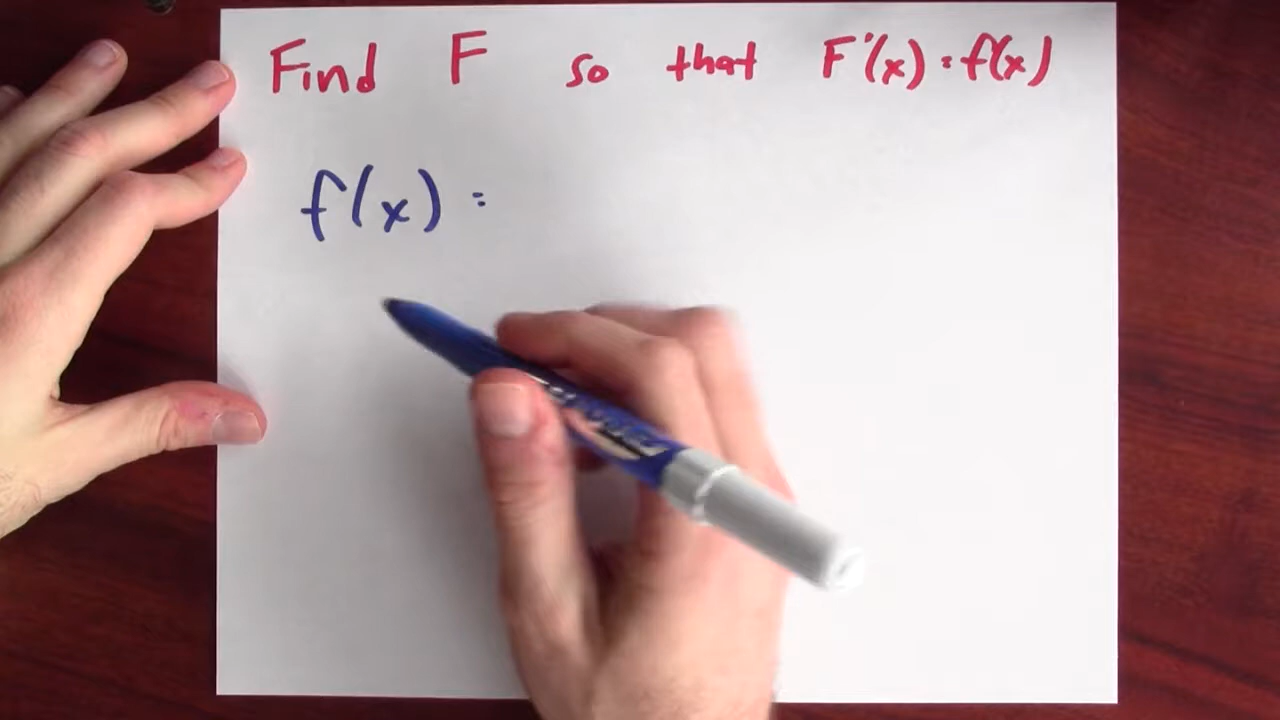 Find F so that F'(x) = f(x)
f(x) =